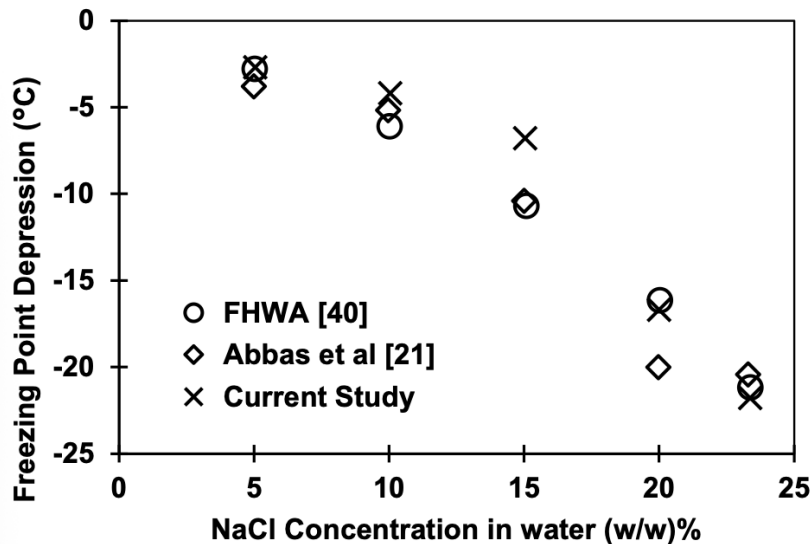 Freezing Point Depression (°C)
0
-5
-10
-15
-20
-25
FHWA [40]
Abbas et al [21]
Current Study
0 5 10 15 20 25
NaCl Concentration in water (w/w)%